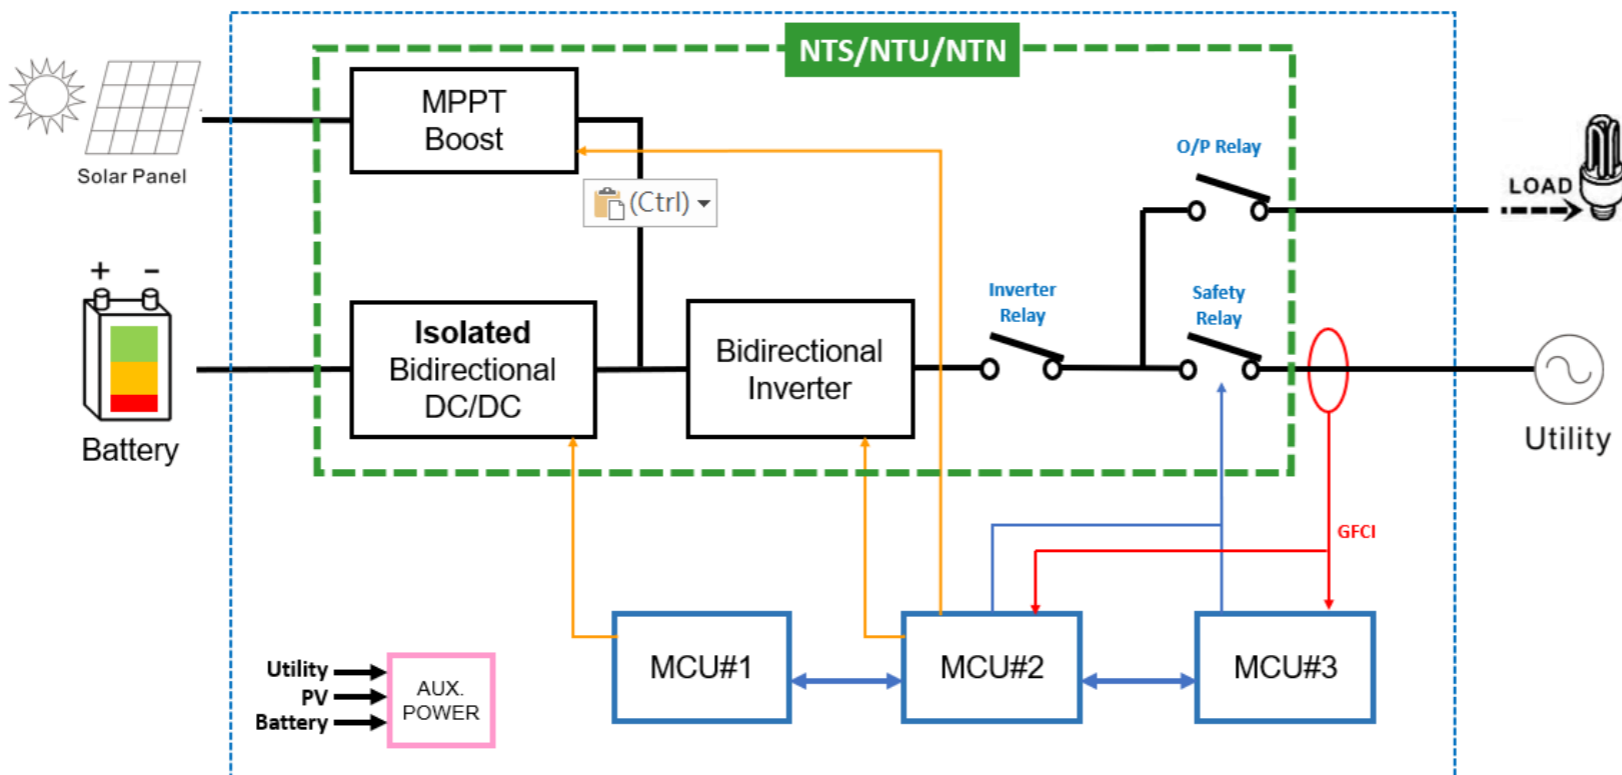 NTS/NTU/NTN
MPPT
Boost
Solar Panel
(Ctrl)
O/P Relay
LOAD
+ −
Battery
Isolated
Bidirectional
DC/DC
Bidirectional
Inverter
Inverter
Relay
Safety
Relay
Utility
GFCI
MCU#1
MCU#2
MCU#3
Utility
PV
Battery
AUX.
POWER